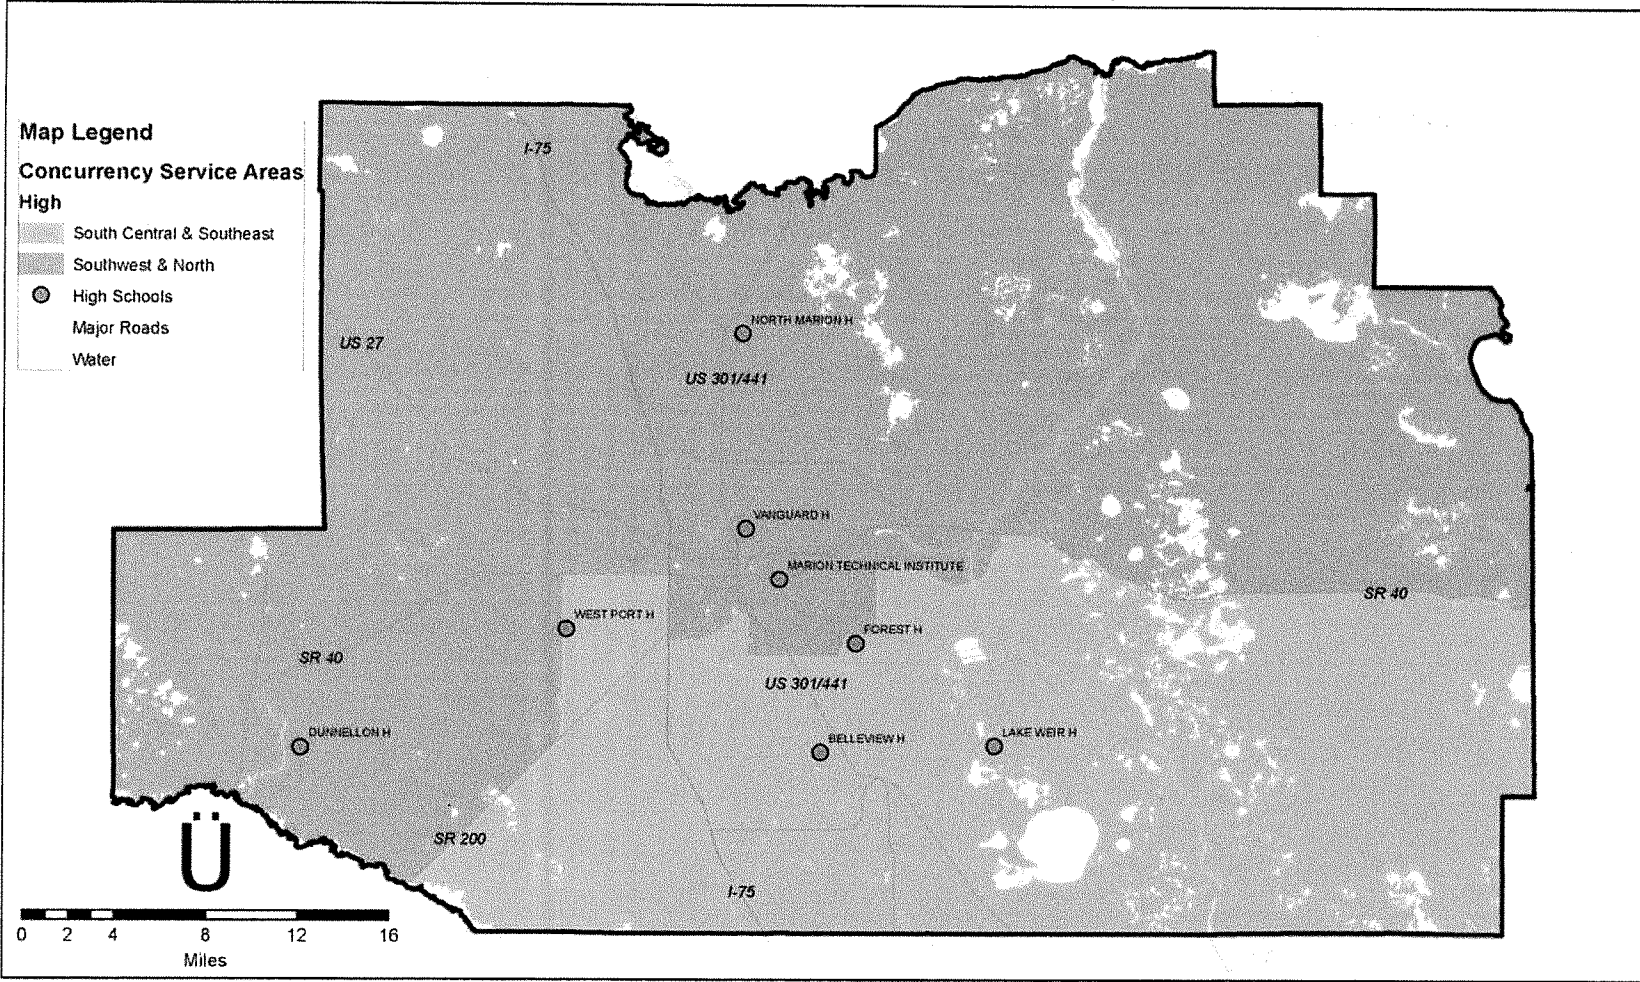 Map Legend
Concurrency Service Areas
High
South Central & Southeast
Southwest & North
High Schools
Major Roads
Water
I-75
US 27
NORTH MARION H
US 301/441
VANGUARD H
MARION TECHNICAL INSTITUTE
SR 40
WEST PORT H
FOREST H
SR 40
US 301/441
DUNNELLON H
BELLEVIEW H
LAKE WEIR H
SR 200
Ü
I-75
0 2 4 8 12 16
Miles